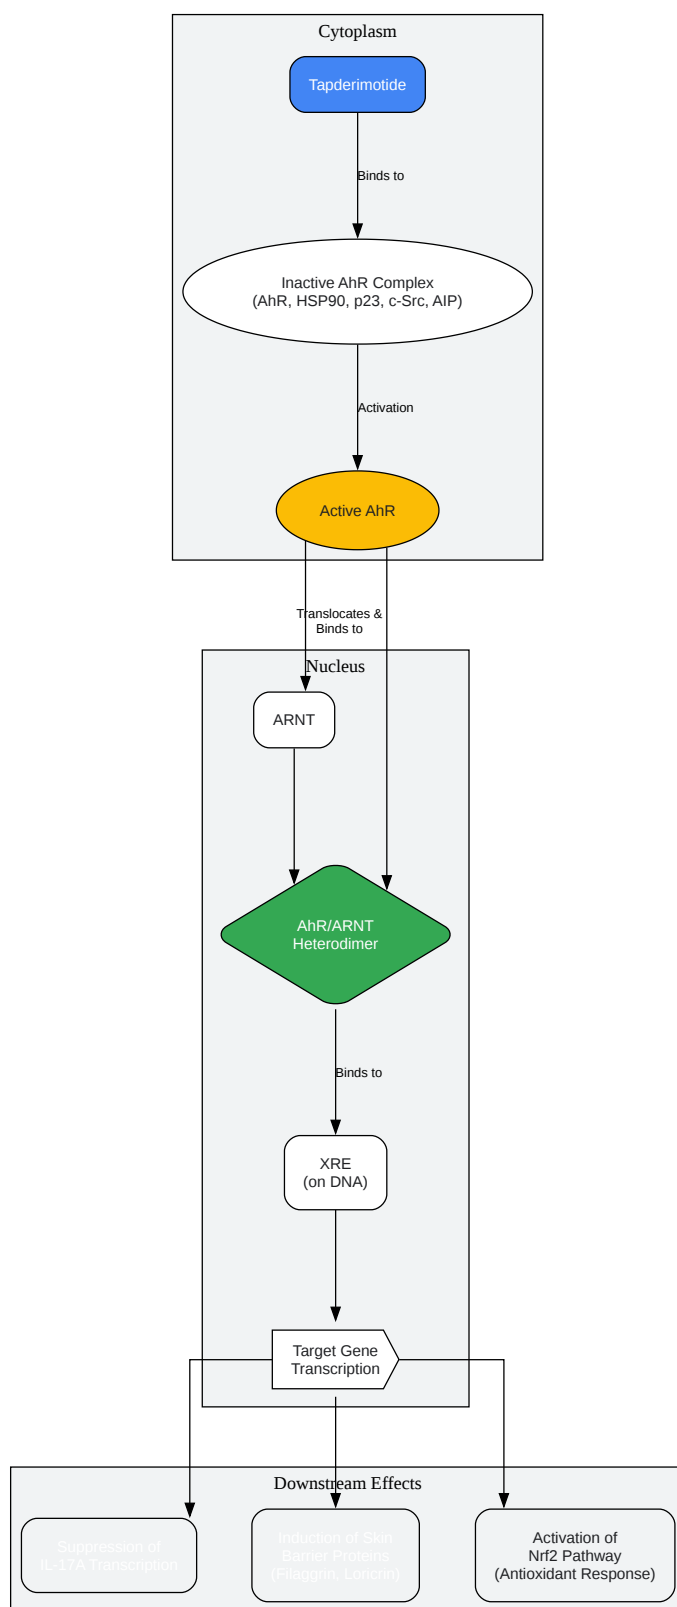 Cytoplasm
Tapderimotide
Binds to
Inactive AhR Complex
(AhR, HSP90, p23, c-Src, AIP)
Activation
Active AhR
Translocates &
Binds to
Nucleus
ARNT
AhR/ARNT
Heterodimer
Binds to
XRE
(on DNA)
Target Gene
Transcription
Downstream Effects
Suppression of
IL-17A Transcription
Induction of Skin
Barrier Proteins
(Filaggrin, Loricrin)
Activation of
Nrf2 Pathway
(Antioxidant Response)